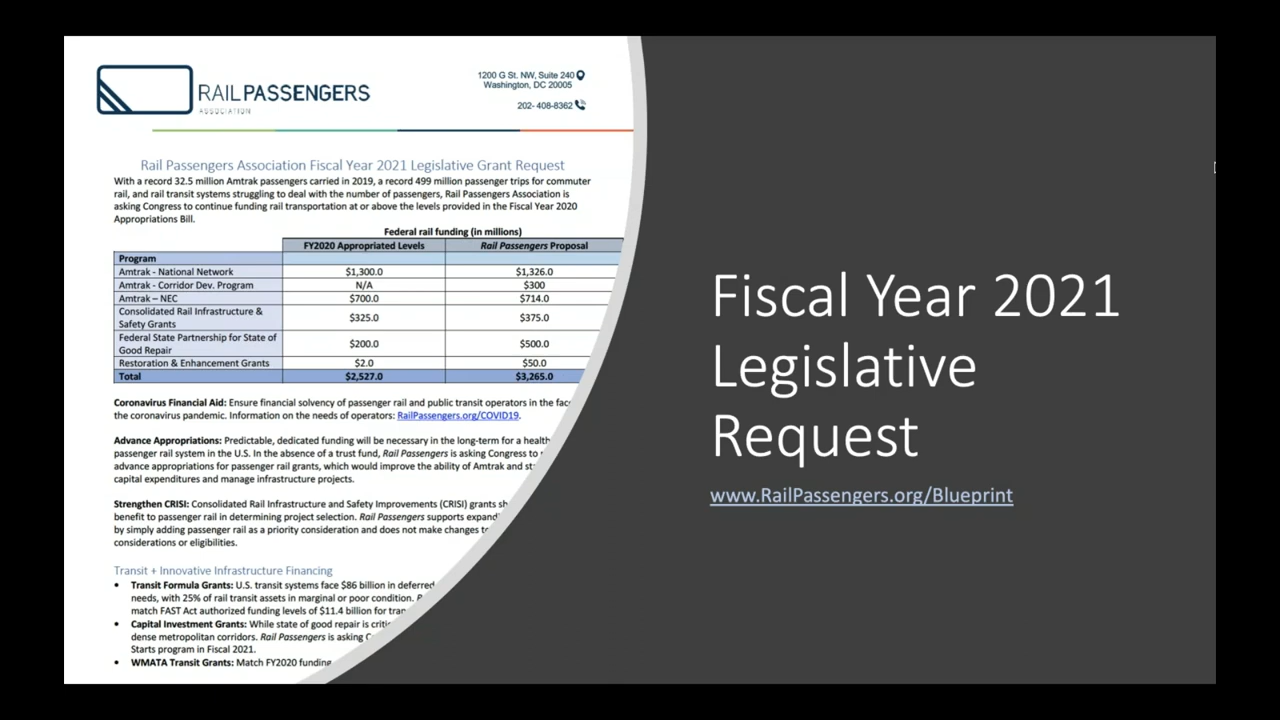 RAILPASSENGERS
ASSOCIATION
1200 G St. NW, Suite 240
Washington, DC 20005
202- 408-8362
Rail Passengers Association Fiscal Year 2021 Legislative Grant Request
With a record 32.5 million Amtrak passengers carried in 2019, a record 499 million passenger trips for commuter
rail, and rail transit systems struggling to deal with the number of passengers, Rail Passengers Association is
asking Congress to continue funding rail transportation at or above the levels provided in the Fiscal Year 2020
Appropriations Bill.
Federal rail funding (in millions)
FY2020 Appropriated Levels Rail Passengers Proposal
Program
Amtrak - National Network $1,300.0 $1,326.0
Amtrak - Corridor Dev. Program N/A $300
Amtrak – NEC $700.0 $714.0
Consolidated Rail Infrastructure &
Safety Grants $325.0 $375.0
Federal State Partnership for State of
Good Repair $200.0 $500.0
Restoration & Enhancement Grants $2.0 $50.0
Total $2,527.0 $3,265.0
Coronavirus Financial Aid: Ensure financial solvency of passenger rail and public transit operators in the
the coronavirus pandemic. Information on the needs of operators: RailPassengers.org/COVID19.
Advance Appropriations: Predictable, dedicated funding will be necessary in the long-term for a
passenger rail system in the U.S. In the absence of a trust fund, Rail Passengers is asking Congress to
advance appropriations for passenger rail grants, which would improve the ability of Amtrak and
capital expenditures and manage infrastructure projects.
Strengthen CRISI: Consolidated Rail Infrastructure and Safety Improvements (CRISI) grants
benefit to passenger rail in determining project selection. Rail Passengers supports
by simply adding passenger rail as a priority consideration and does not make changes
considerations or eligibilities.
Transit + Innovative Infrastructure Financing
• Transit Formula Grants: U.S. transit systems face $86 billion in deferred
needs, with 25% of rail transit assets in marginal or poor condition.
match FAST Act authorized funding levels of $11.4 billion for
• Capital Investment Grants: While state of good repair is
dense metropolitan corridors. Rail Passengers is asking
Starts program in Fiscal 2021.
• WMATA Transit Grants: Match FY2020 funding
Fiscal Year 2021
Legislative
Request
www.RailPassengers.org/Blueprint